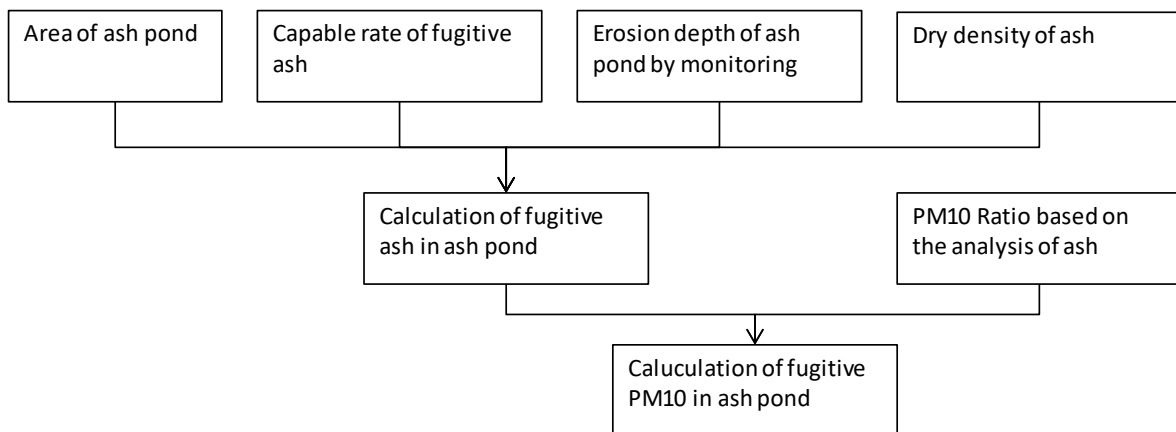 Area of ash pond
Capable rate of fugitive
ash
Erosion depth of ash
pond by monitoring
Dry density of ash
Calculation of fugitive
ash in ash pond
PM10 Ratio based on
the analysis of ash
Caluculation of fugitive
PM10 in ash pond